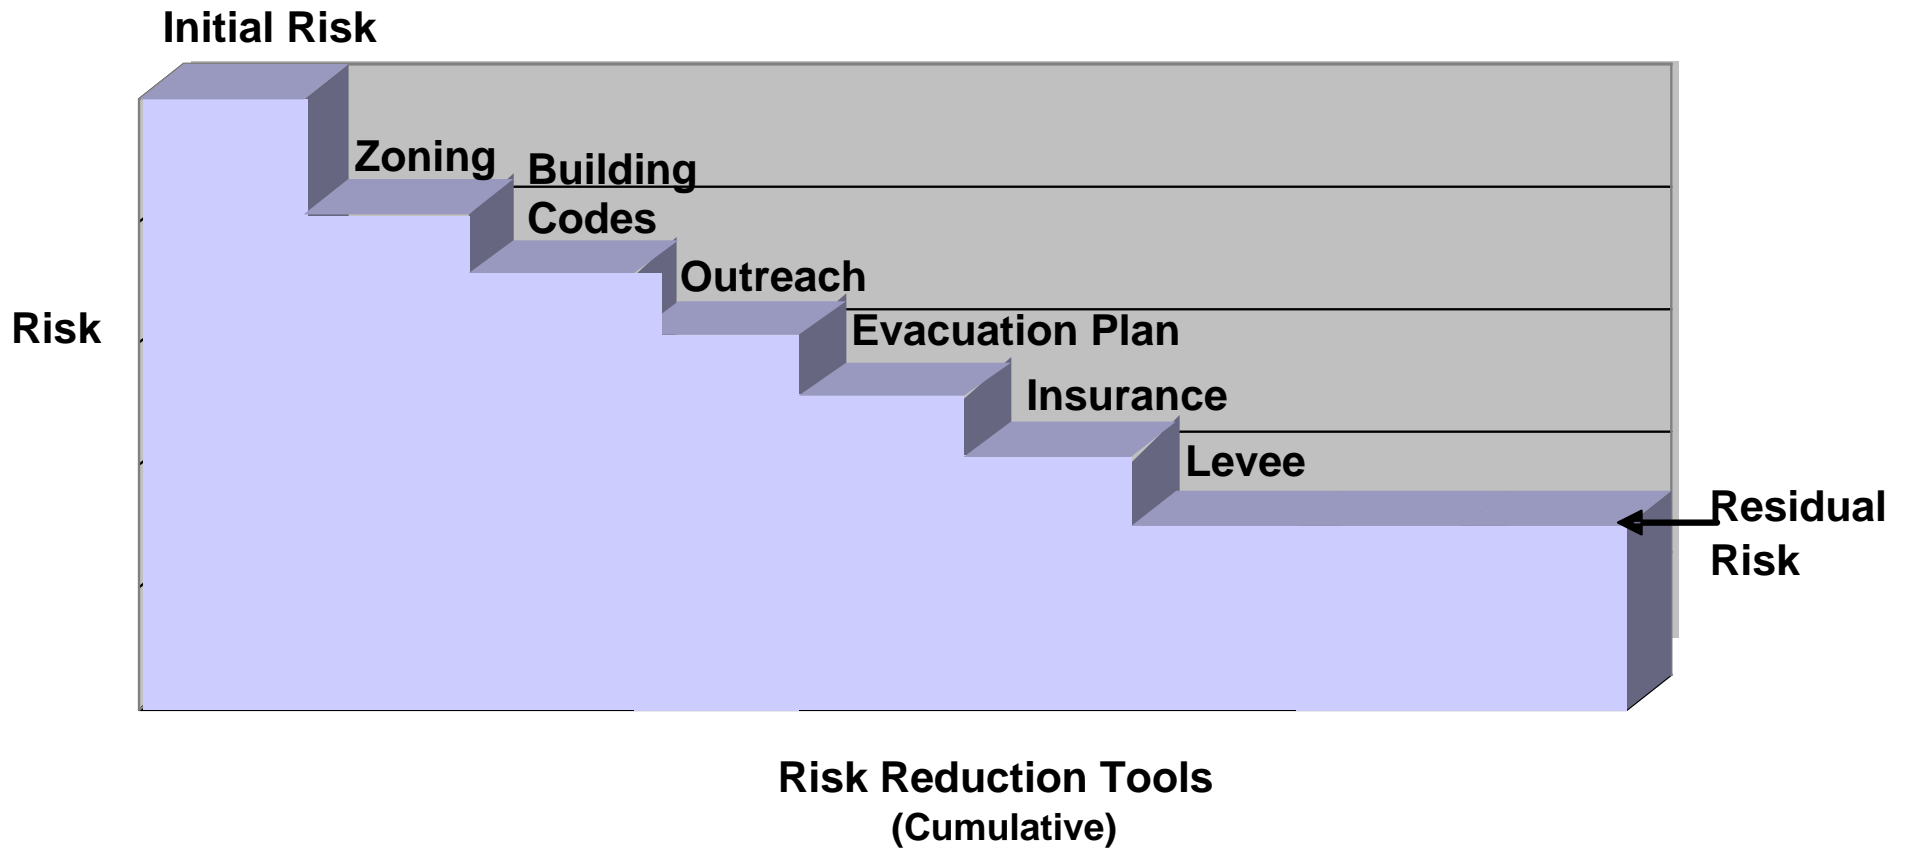 Initial Risk
Zoning
Building
Codes
Outreach
Risk
Evacuation Plan
Insurance
Levee
Residual
Risk
Risk Reduction Tools
(Cumulative)